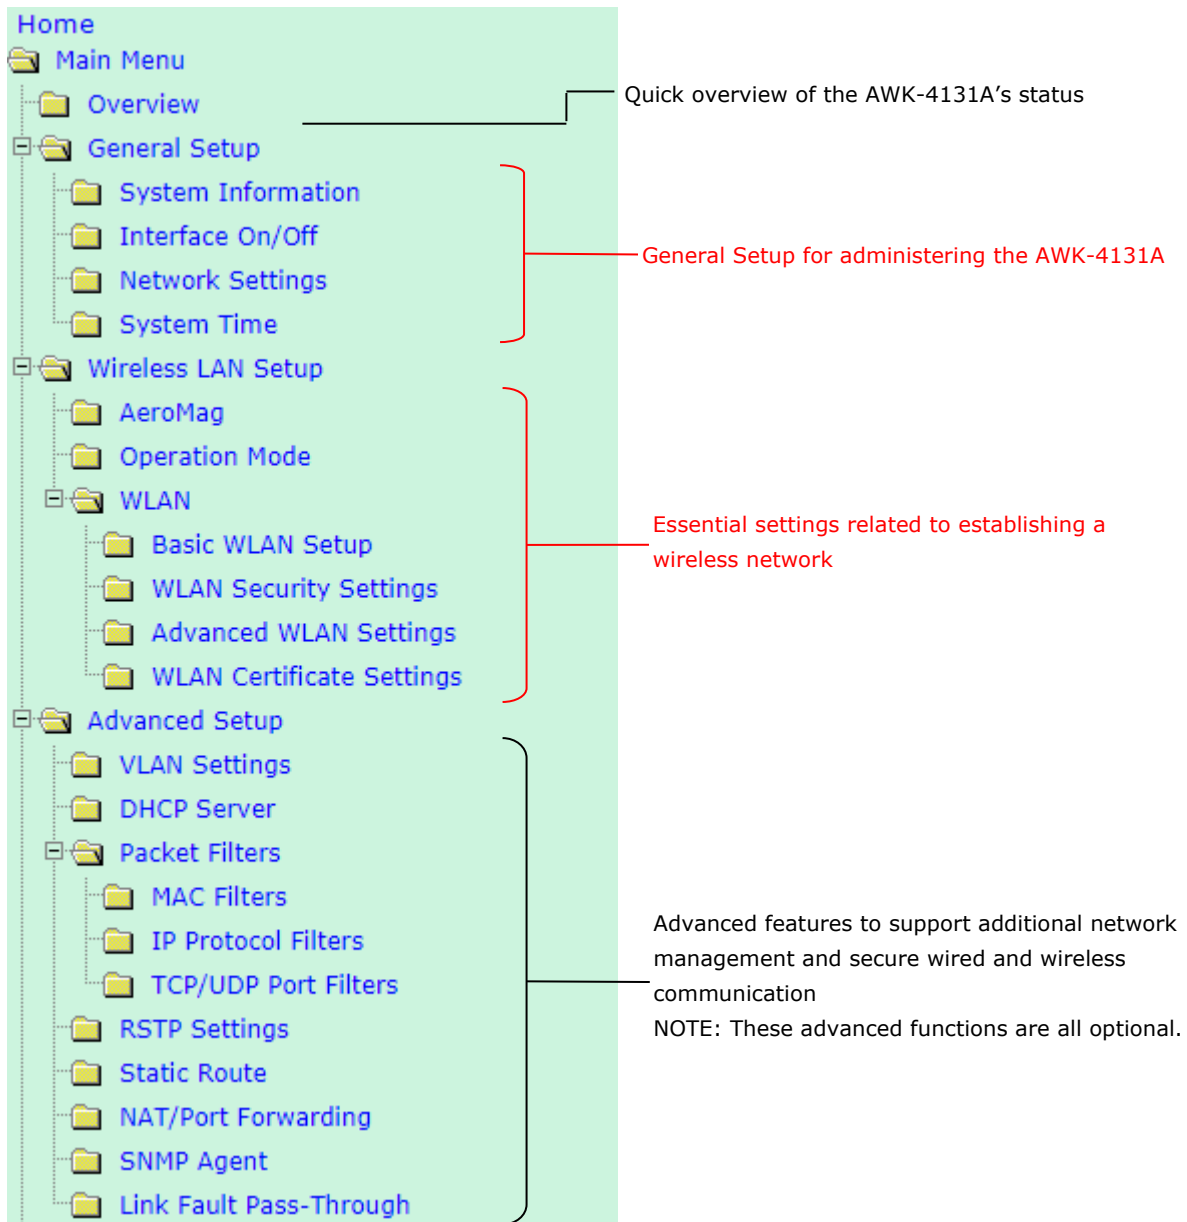 Home
Main Menu
Overview
Quick overview of the AWK-4131A’s status
General Setup
System Information
Interface On/Off
Network Settings
System Time
General Setup for administering the AWK-4131A
Wireless LAN Setup
AeroMag
Operation Mode
WLAN
Basic WLAN Setup
WLAN Security Settings
Advanced WLAN Settings
WLAN Certificate Settings
Essential settings related to establishing a
wireless network
Advanced Setup
VLAN Settings
DHCP Server
Packet Filters
MAC Filters
IP Protocol Filters
TCP/UDP Port Filters
RSTP Settings
Static Route
NAT/Port Forwarding
SNMP Agent
Link Fault Pass-Through
Advanced features to support additional network
management and secure wired and wireless
communication
NOTE: These advanced functions are all optional.